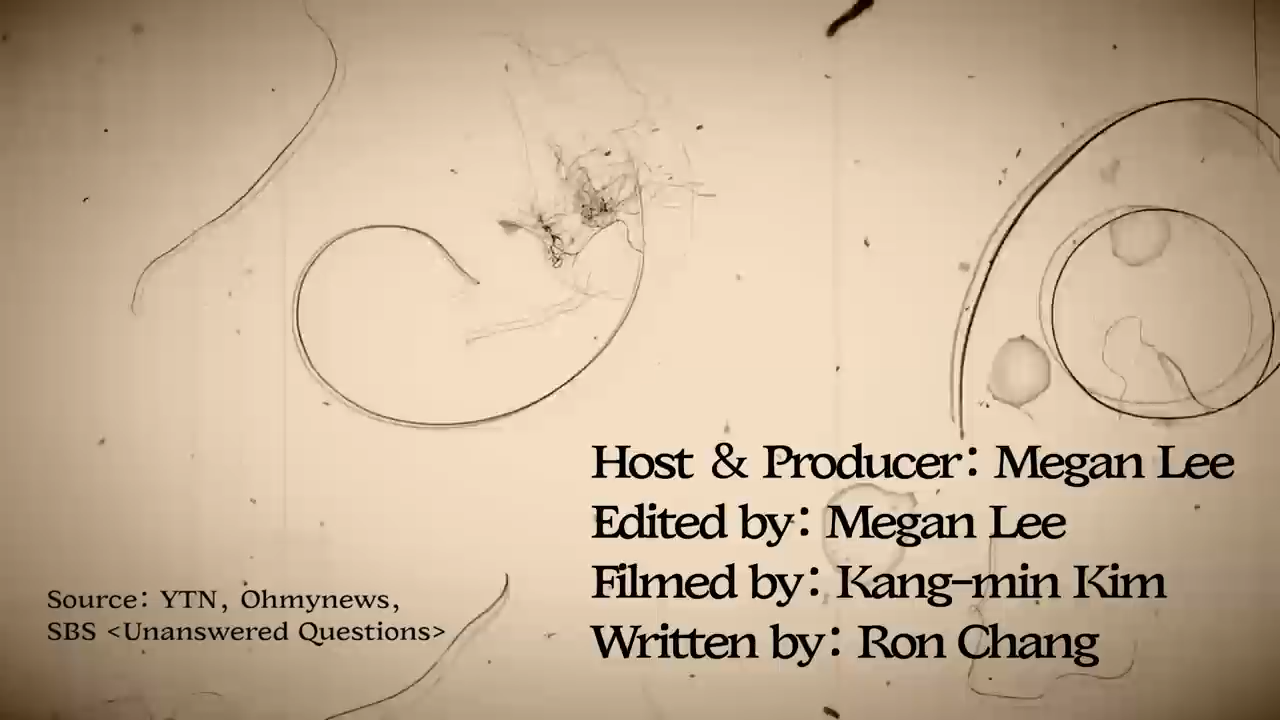 Host & Producer: Megan Lee
Edited by: Megan Lee
Filmed by: Kang-min Kim
Written by: Ron Chang
Source: YTN, Ohmynews,
SBS <Unanswered Questions>